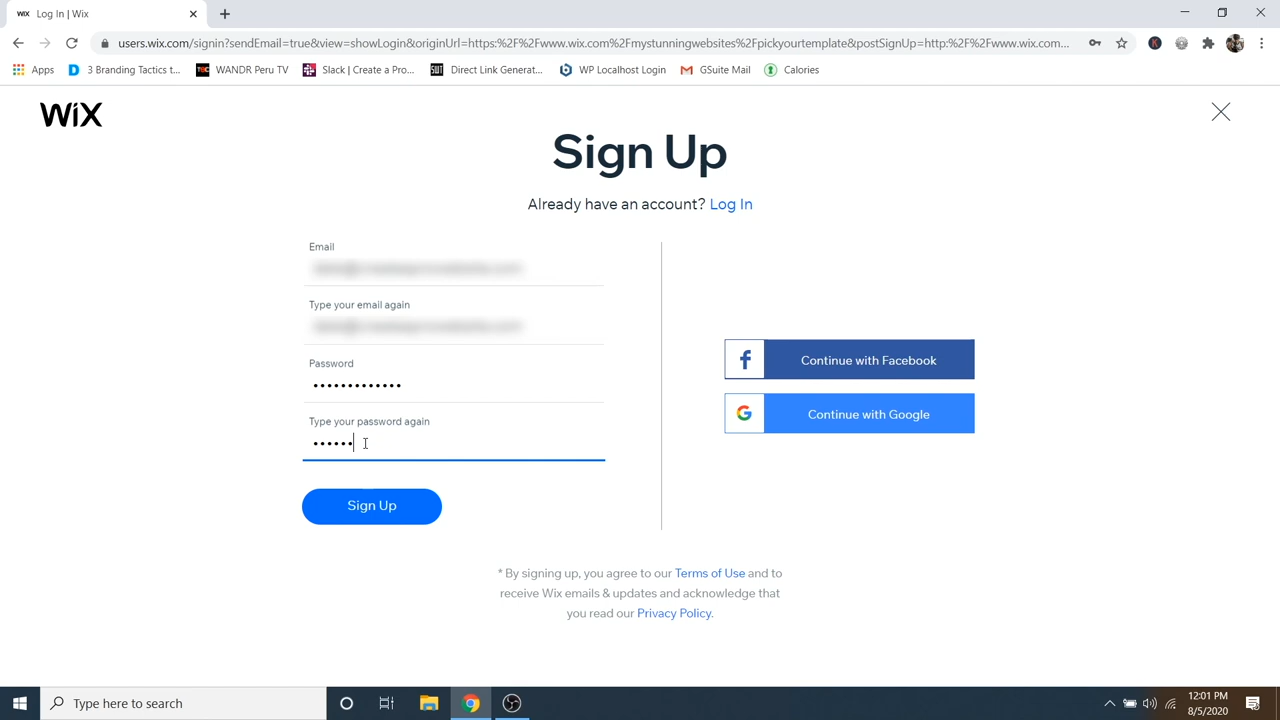 WiX Log In | Wix
users.wix.com/signin?sendEmail=true&view=showLogin&originUrl=https:%2F%2Fwww.wix.com%2Fmystunningwebsites%2Fpickyourtemplate&postSignUp=http:%2F%2Fwww.wix.com...
Apps 3 Branding Tactics t... WANDR Peru TV Slack | Create a Pro... Direct Link Generat... WP Localhost Login GSuite Mail Calories
WiX
Sign Up
Already have an account? Log In
Email
Type your email again
Password
•••••••••••••
Type your password again
••••••
Sign Up
Continue with Facebook
Continue with Google
* By signing up, you agree to our Terms of Use and to
receive Wix emails & updates and acknowledge that
you read our Privacy Policy.
Type here to search
12:01 PM
8/5/2020